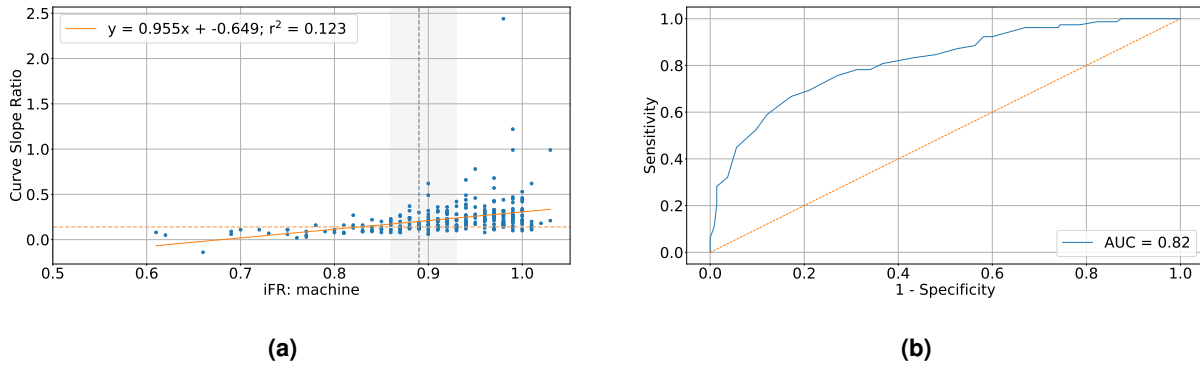 2.5
2.0
1.5
1.0
0.5
0.0
Curve Slope Ratio
y = 0.955x + -0.649; r² = 0.123
0.5 0.6 0.7 0.8 0.9 1.0
iFR: machine
(a)
1.0
0.8
0.6
0.4
0.2
0.0
Sensitivity
AUC = 0.82
0.0 0.2 0.4 0.6 0.8 1.0
1 - Specificity
(b)